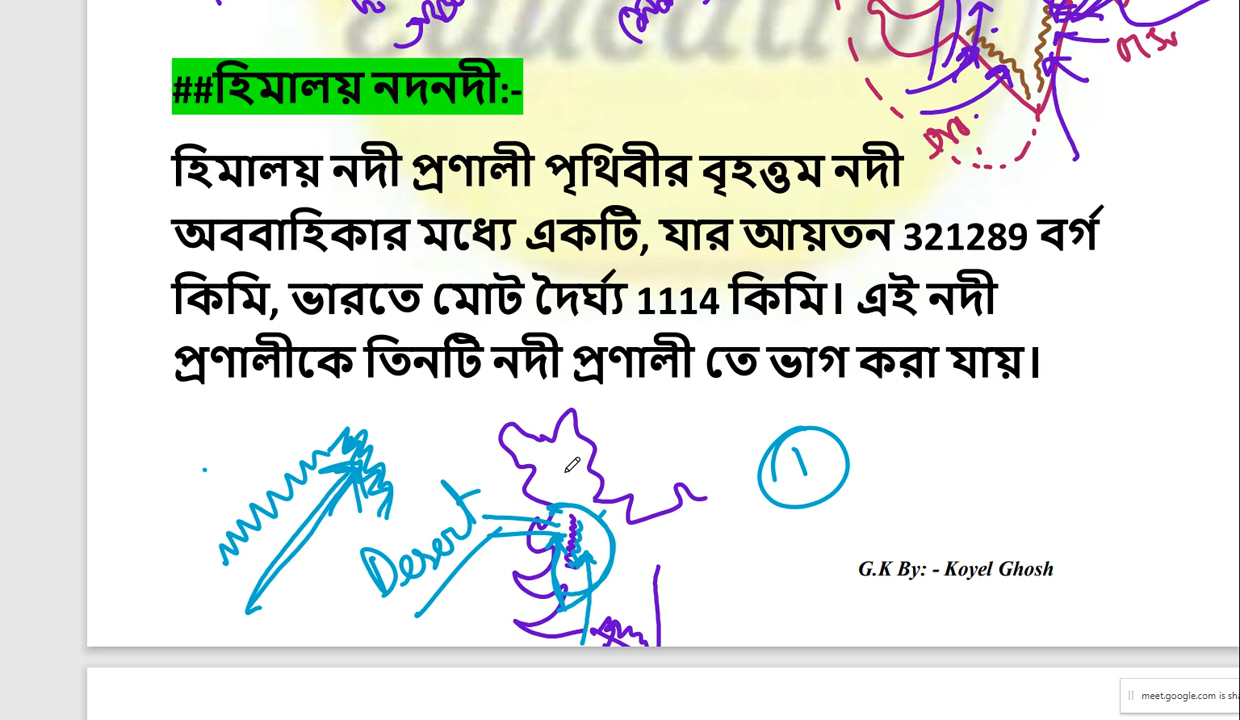 education
##হিমালয় নদনদী:-
হিমালয় নদী প্রণালী পৃথিবীর বৃহত্তম নদী
অববাহিকার মধ্যে একটি, যার আয়তন 321289 বর্গ
কিমি, ভারতে মোট দৈর্ঘ্য 1114 কিমি। এই নদী
প্রণালীকে তিনটি নদী প্রণালী তে ভাগ করা যায়।
Desert
G.K By: - Koyel Ghosh
meet.google.com is sha